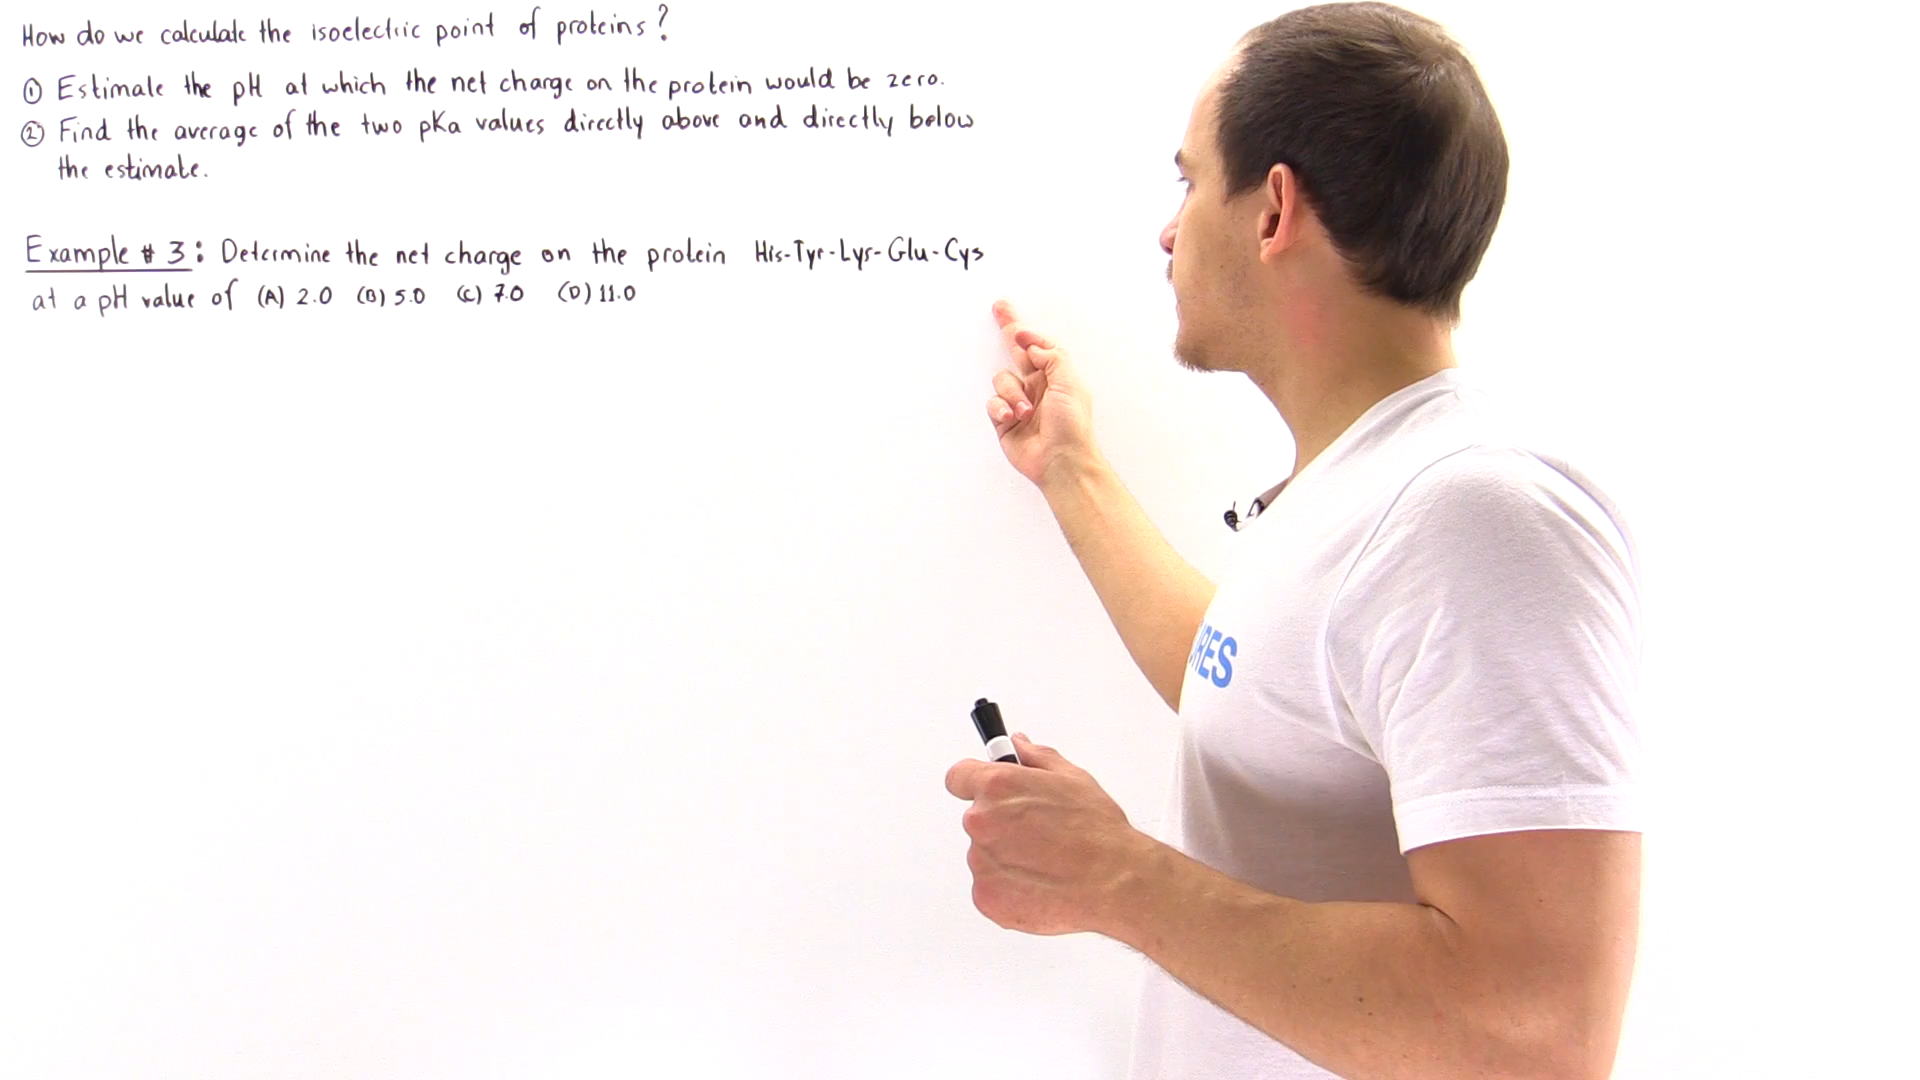 How do we calculate the isoelectric point of proteins?
① Estimate the pH at which the net charge on the protein would be zero.
② Find the average of the two pKa values directly above and directly below
the estimate.
Example # 3: Determine the net charge on the protein His-Tyr-Lys-Glu-Cys
at a pH value of (A) 2.0 (B) 5.0 (C) 7.0 (D) 11.0
RES